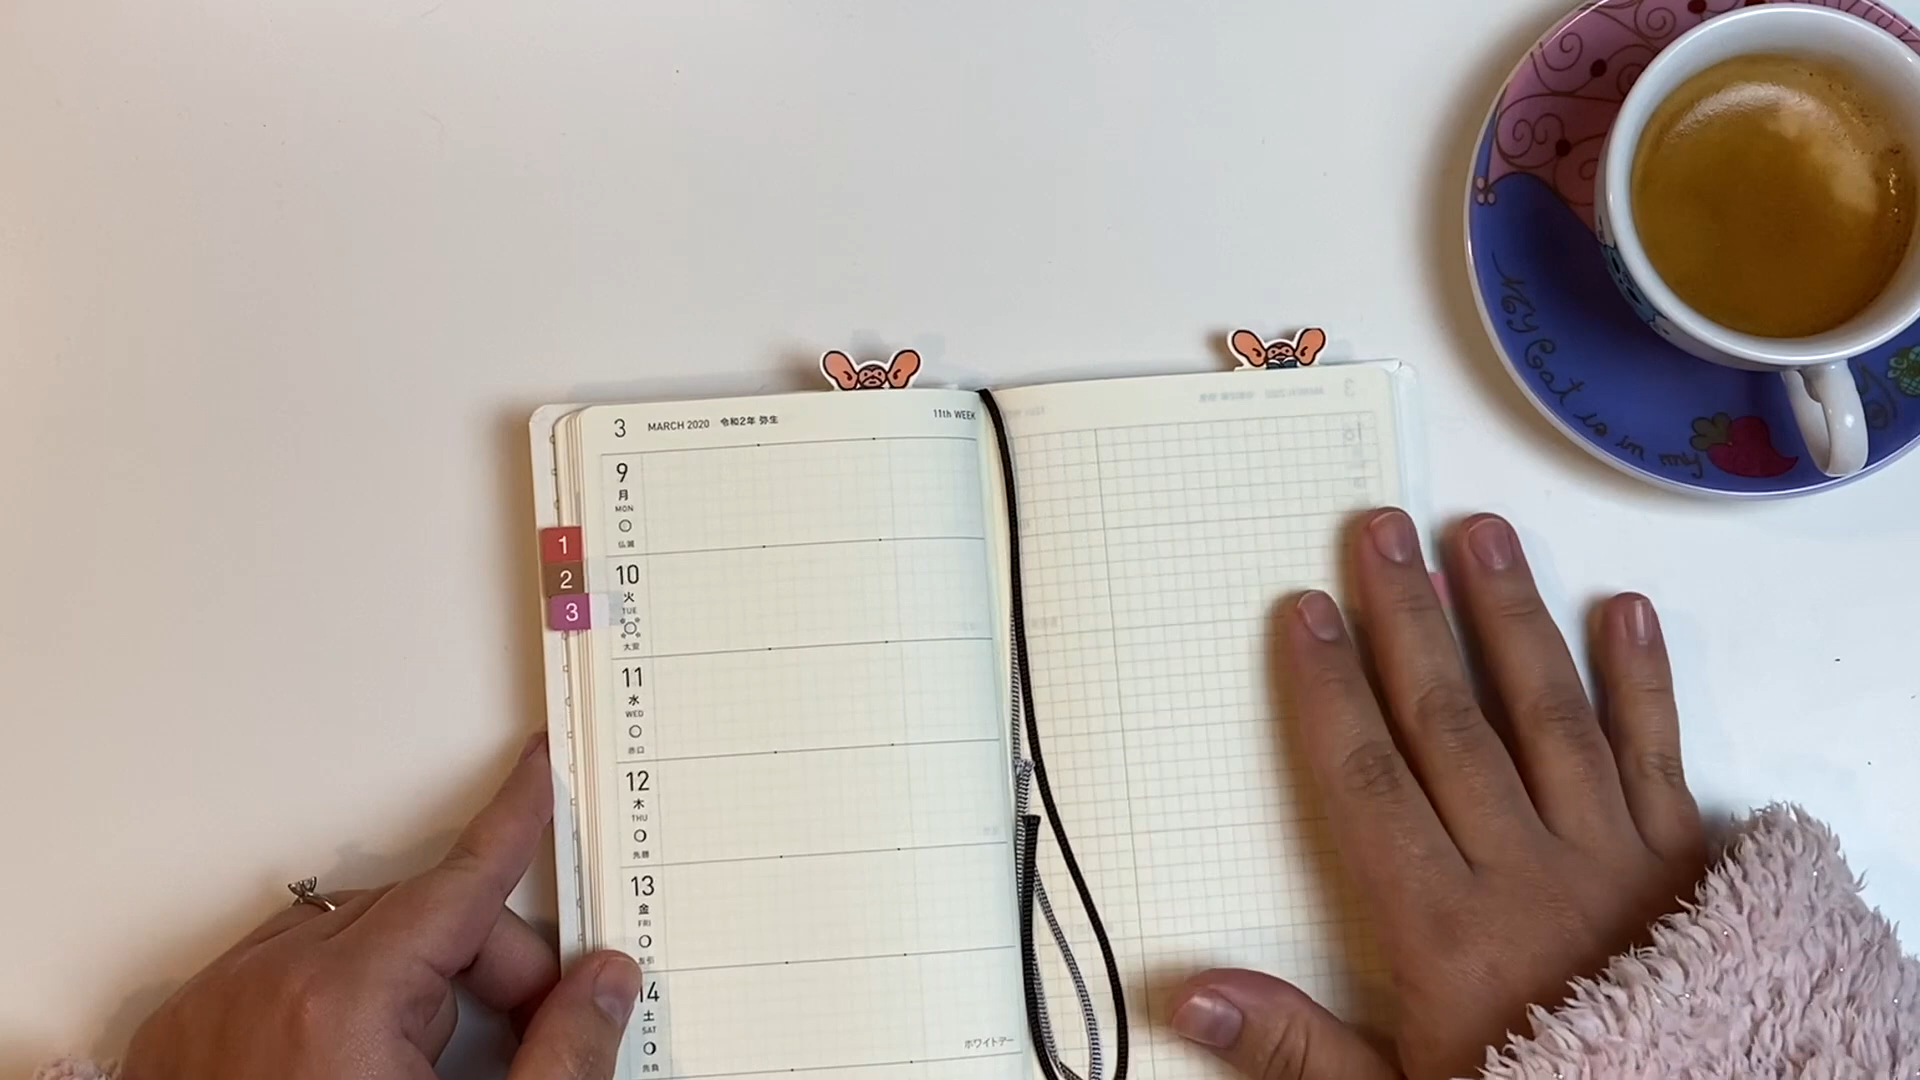 3 MARCH 2020 令和2年 弥生 11th WEEK
9
月
MON
仏滅
10
火
TUE
大安
11
水
WED
赤口
12
木
THU
先勝
13
金
FRI
友引
14
土
SAT
先負
ホワイトデー
1
2
3
My Cat is in my